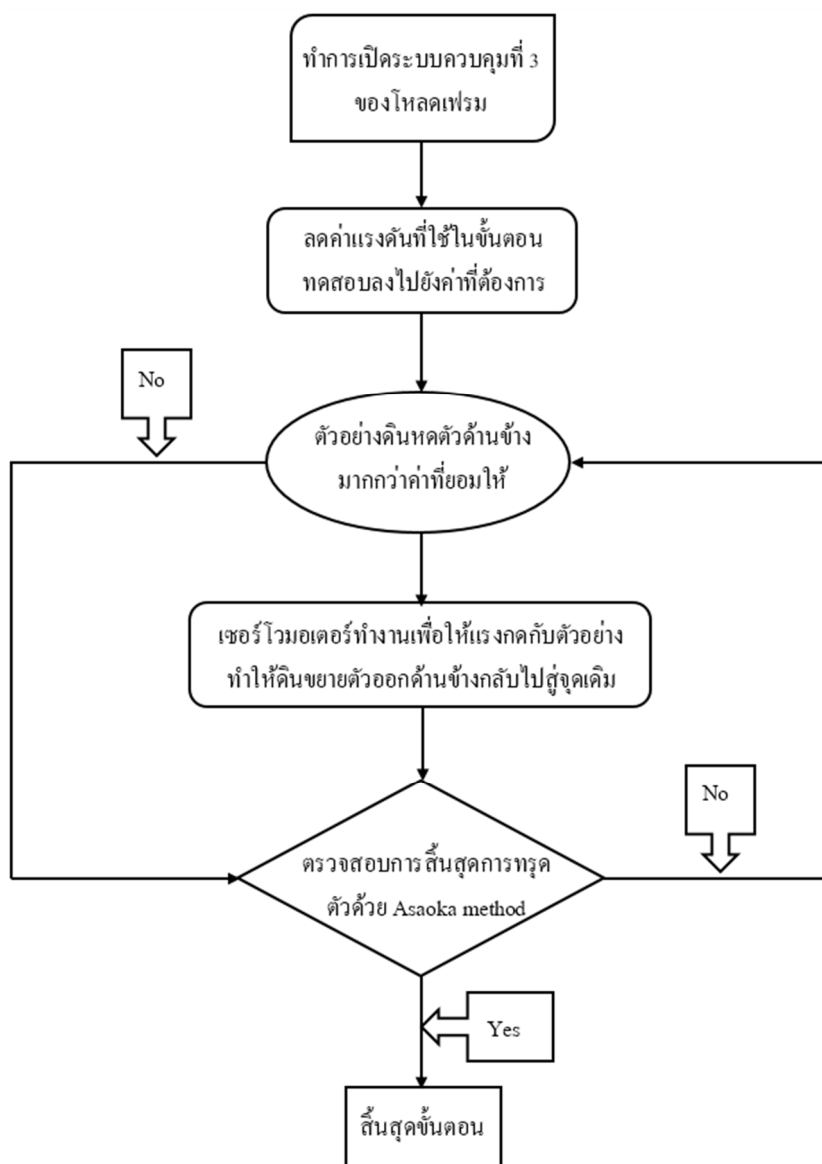 ทำการเปิดระบบควบคุมที่ 3
ของโหลดเฟรม
ลดค่าแรงดันที่ใช้ในขั้นตอน
ทดสอบลงไปยังค่าที่ต้องการ
No
ตัวอย่างดินหดตัวด้านข้าง
มากกว่าค่าที่ยอมให้
เซอร์โวมอเตอร์ทำงานเพื่อให้แรงกดกับตัวอย่าง
ทำให้ดินขยายตัวออกด้านข้างกลับไปสู่จุดเดิม
No
ตรวจสอบการสิ้นสุดการทรุด
ตัวด้วย Asaoka method
Yes
สิ้นสุดขั้นตอน